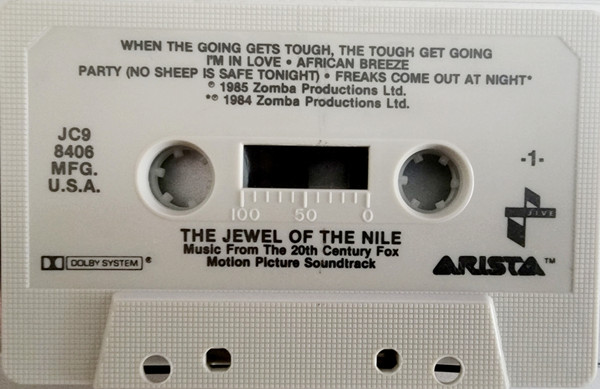 WHEN THE GOING GETS TOUGH, THE TOUGH GET GOING
I'M IN LOVE • AFRICAN BREEZE
PARTY (NO SHEEP IS SAFE TONIGHT) • FREAKS COME OUT AT NIGHT*
℗ 1985 Zomba Productions Ltd.
*℗ 1984 Zomba Productions Ltd.
JC9
8406
MFG.
U.S.A.
-1-
JIVE
100 50 0
THE JEWEL OF THE NILE
Music From The 20th Century Fox
Motion Picture Soundtrack
DOLBY SYSTEM ®
ARISTA ™